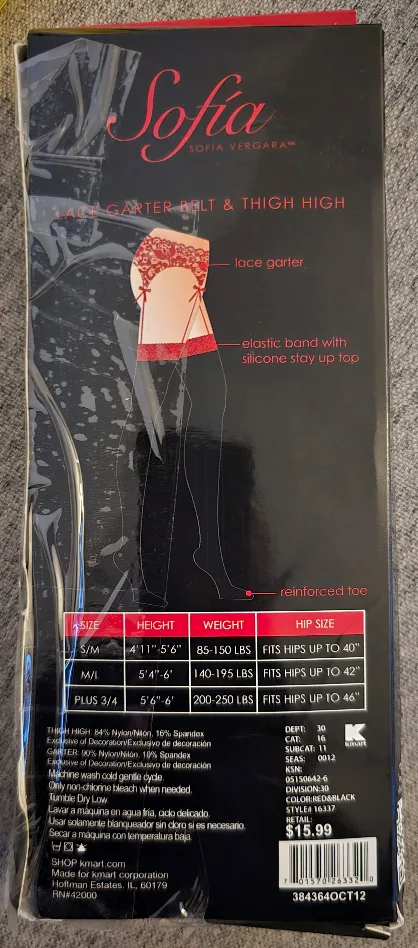 Sofía
SOFÍA VERGARA™
LACE GARTER BELT & THIGH HIGH
lace garter
elastic band with
silicone stay up top
reinforced toe
SIZE HEIGHT WEIGHT HIP SIZE
S/M 4'11"-5'6" 85-150 LBS FITS HIPS UP TO 40"
M/L 5'4"-6' 140-195 LBS FITS HIPS UP TO 42"
PLUS 3/4 5'6"-6' 200-250 LBS FITS HIPS UP TO 46"
THIGH HIGH: 84% Nylon/Nilón. 16% Spandex
Exclusive of Decoration/Exclusivo de decoración
GARTER: 90% Nylon/Nilón. 10% Spandex
Exclusive of Decoration/Exclusivo de decoración
Machine wash cold gentle cycle.
Only non-chlorine bleach when needed.
Tumble Dry Low.
Lavar a máquina en agua fría, ciclo delicado.
Usar solamente blanqueador sin cloro si es necesario.
Secar a máquina con temperatura baja.
SHOP kmart.com
Made for kmart corporation
Hoffman Estates. IL, 60179
RN#42000
DEPT: 30
CAT: 16
SUBCAT: 11
SEAS: 0012
KSN:
05150642-6
DIVISION:30
COLOR:RED&BLACK
STYLE# 16337
RETAIL:
$15.99
K
kmart
7 01570 26332 0
384364OCT12